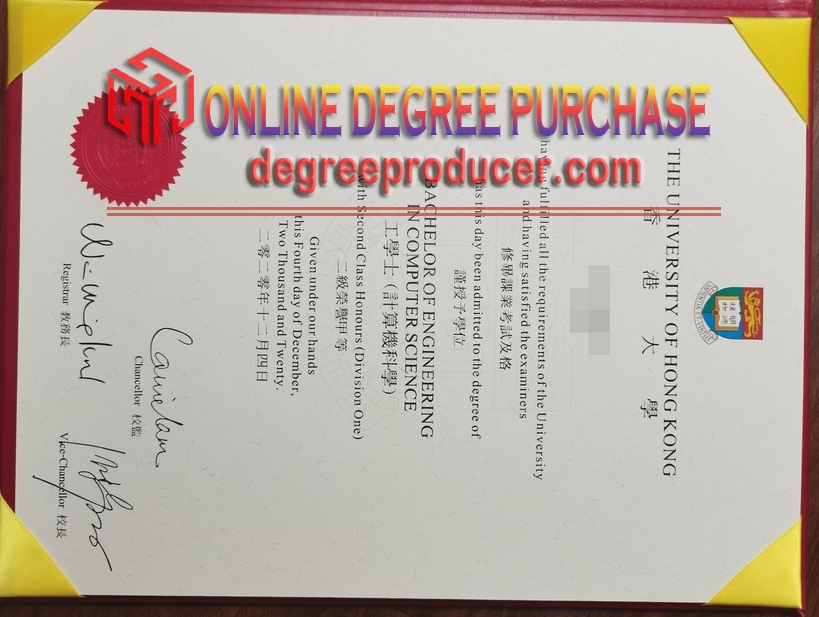 ONLINE DEGREE PURCHASE
degreeproducer.com
THE UNIVERSITY OF HONG KONG
香港大學
having fulfilled all the requirements of the University
and having satisfied the examiners
修畢課業考試及格
has this day been admitted to the degree of
謹授予學位
BACHELOR OF ENGINEERING
IN COMPUTER SCIENCE
工學士（計算機科學）
with Second Class Honours (Division One)
二級榮譽甲等
Given under our hands
this Fourth day of December,
Two Thousand and Twenty.
二零二零年十二月四日
Chancellor 校監
Registrar 教務長
Vice-Chancellor 校長